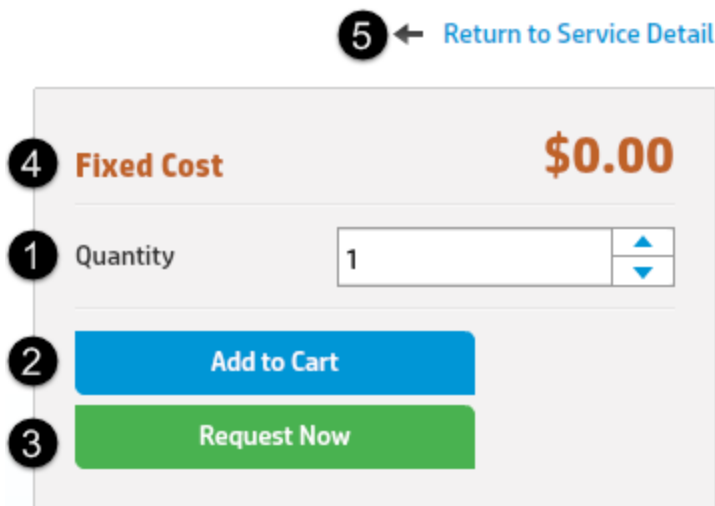 5 Return to Service Detail
4 Fixed Cost $0.00
1 Quantity 1
2 Add to Cart
3 Request Now